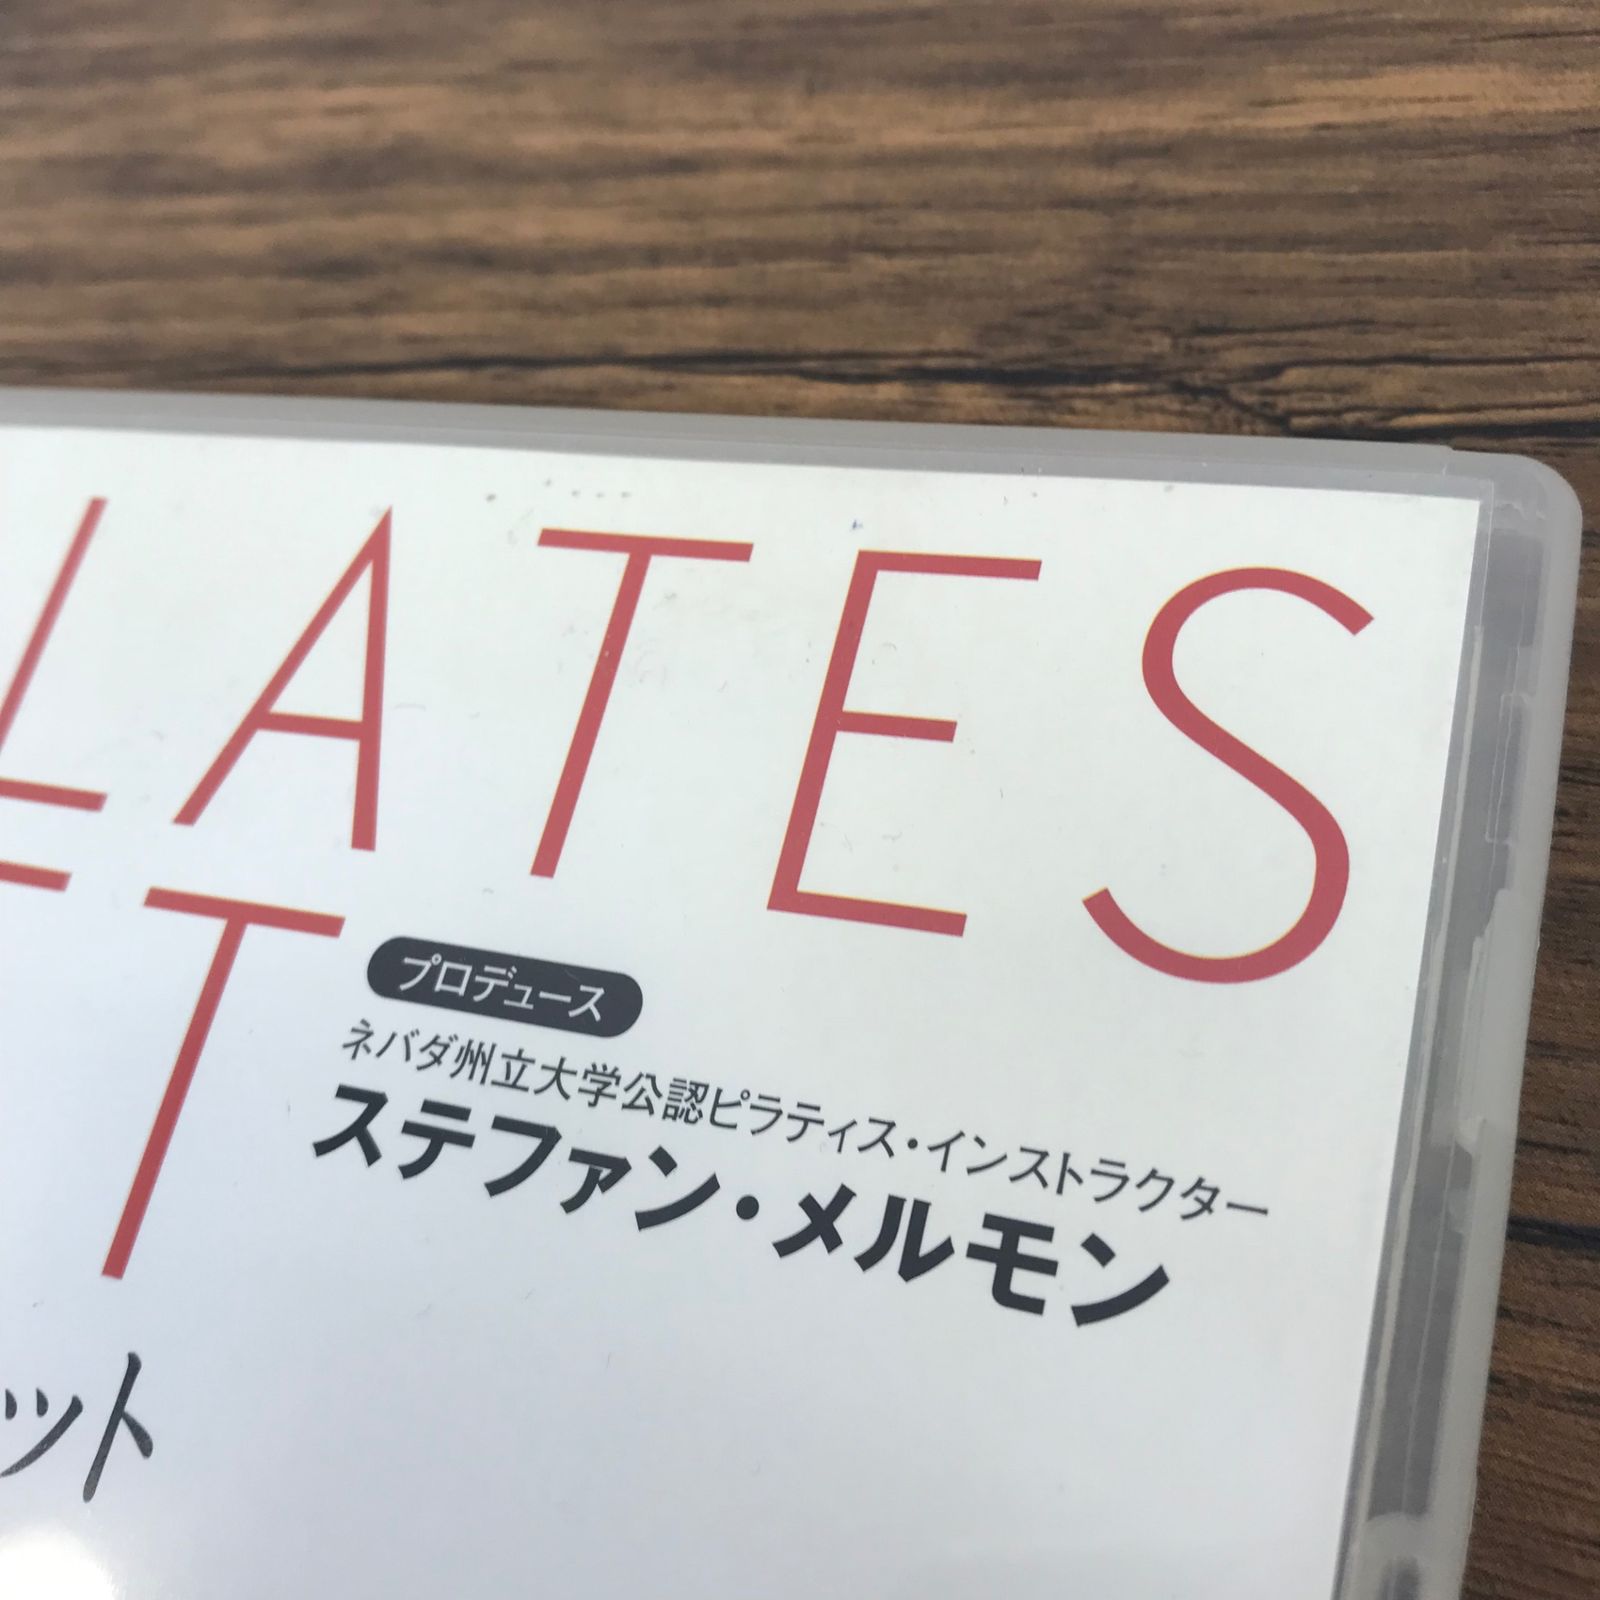 LATES
ET
プロデュース
ネバダ州立大学公認ピラティス・インストラクター
ステファン・メルモン
ット